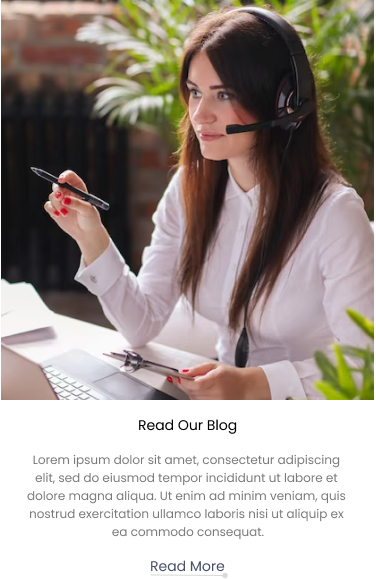 Read Our Blog
Lorem ipsum dolor sit amet, consectetur adipiscing
elit, sed do eiusmod tempor incididunt ut labore et
dolore magna aliqua. Ut enim ad minim veniam, quis
nostrud exercitation ullamco laboris nisi ut aliquip ex
ea commodo consequat.
Read More